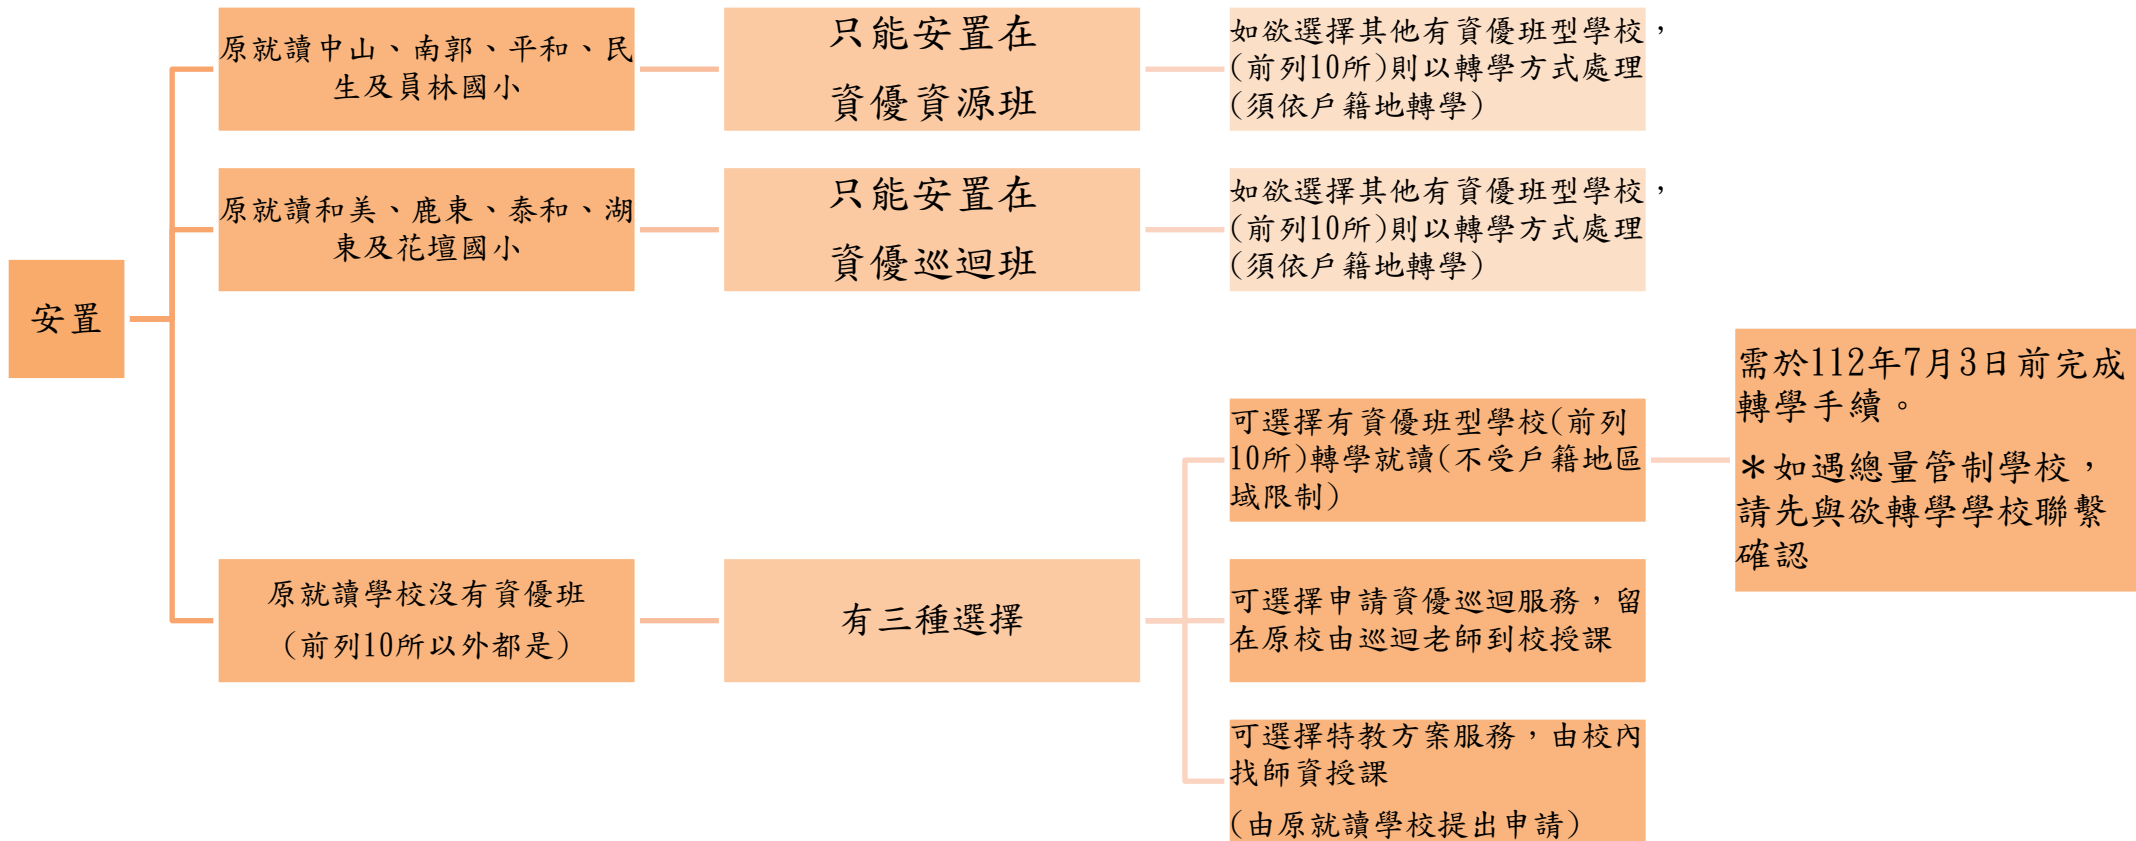 安置
原就讀中山、南郭、平和、民
生及員林國小
只能安置在
資優資源班
如欲選擇其他有資優班型學校，
(前列10所)則以轉學方式處理
(須依戶籍地轉學)
原就讀和美、鹿東、泰和、湖
東及花壇國小
只能安置在
資優巡迴班
如欲選擇其他有資優班型學校，
(前列10所)則以轉學方式處理
(須依戶籍地轉學)
原就讀學校沒有資優班
(前列10所以外都是)
有三種選擇
可選擇有資優班型學校(前列
10所)轉學就讀(不受戶籍地區
域限制)
需於112年7月3日前完成
轉學手續。
＊如遇總量管制學校，
請先與欲轉學學校聯繫
確認
可選擇申請資優巡迴服務，留
在原校由巡迴老師到校授課
可選擇特教方案服務，由校內
找師資授課
(由原就讀學校提出申請)